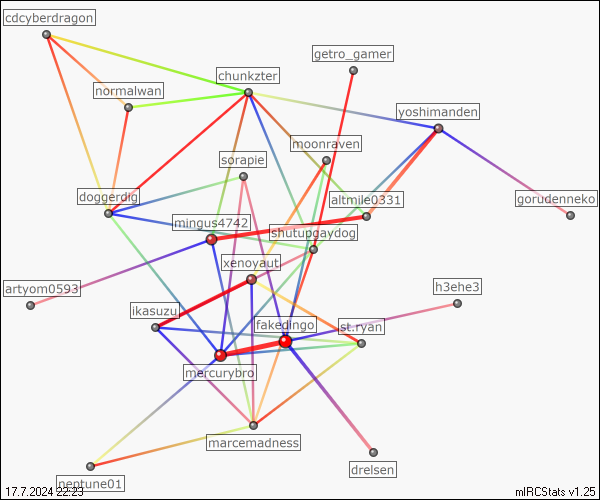 cdcyberdragon
getro_gamer
chunkzter
normalwan
yoshimanden
moonraven
sorapie
doggerdig
altmile0331
gorudenneko
mingus4742
shutupgaydog
xenoyaut
artyom0593
h3ehe3
ikasuzu
fakedingo
st.ryan
mercurybro
marcemadness
drelsen
neptune01
17.7.2024 22:23
mIRCStats v1.25